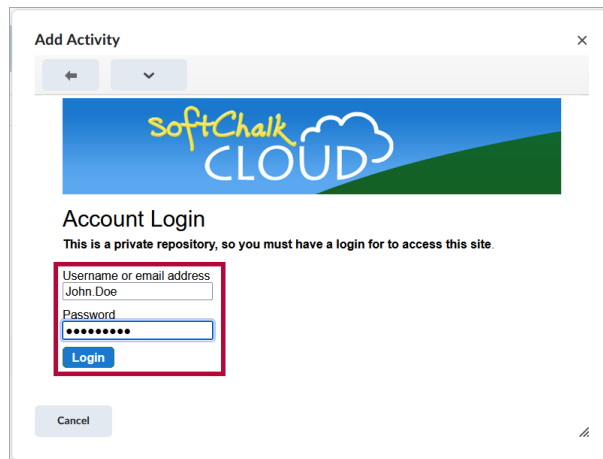 Add Activity
softChalk
CLOUD
Account Login
This is a private repository, so you must have a login for to access this site.
Username or email address
John.Doe
Password
●●●●●●●●●
Login
Cancel